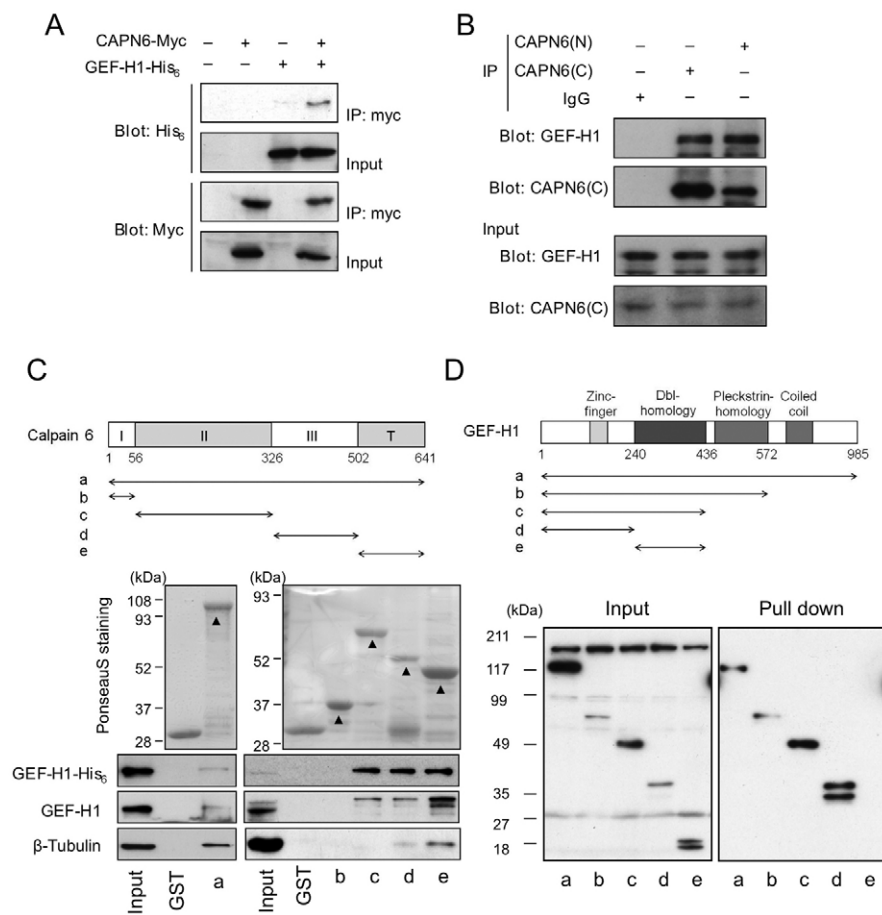 A
CAPN6-Myc – + – +
GEF-H1-His6 – – + +
Blot: His6
IP: myc
Input
Blot: Myc
IP: myc
Input
B
IP
CAPN6(N) – – +
CAPN6(C) – + –
IgG + – –
Blot: GEF-H1
Blot: CAPN6(C)
Input
Blot: GEF-H1
Blot: CAPN6(C)
C
Calpain 6
I II III T
1 56 326 502 641
a
b
c
d
e
(kDa) (kDa)
PonseauS staining
108
93
52
37
28
93
52
37
28
GEF-H1-His6
GEF-H1
β-Tubulin
Input GST a Input GST b c d e
D
Zinc-finger
Dbl-homology
Pleckstrin-homology
Coiled coil
GEF-H1
1 240 436 572 985
a
b
c
d
e
(kDa) Input Pull down
211
117
99
49
35
27
18
a b c d e a b c d e